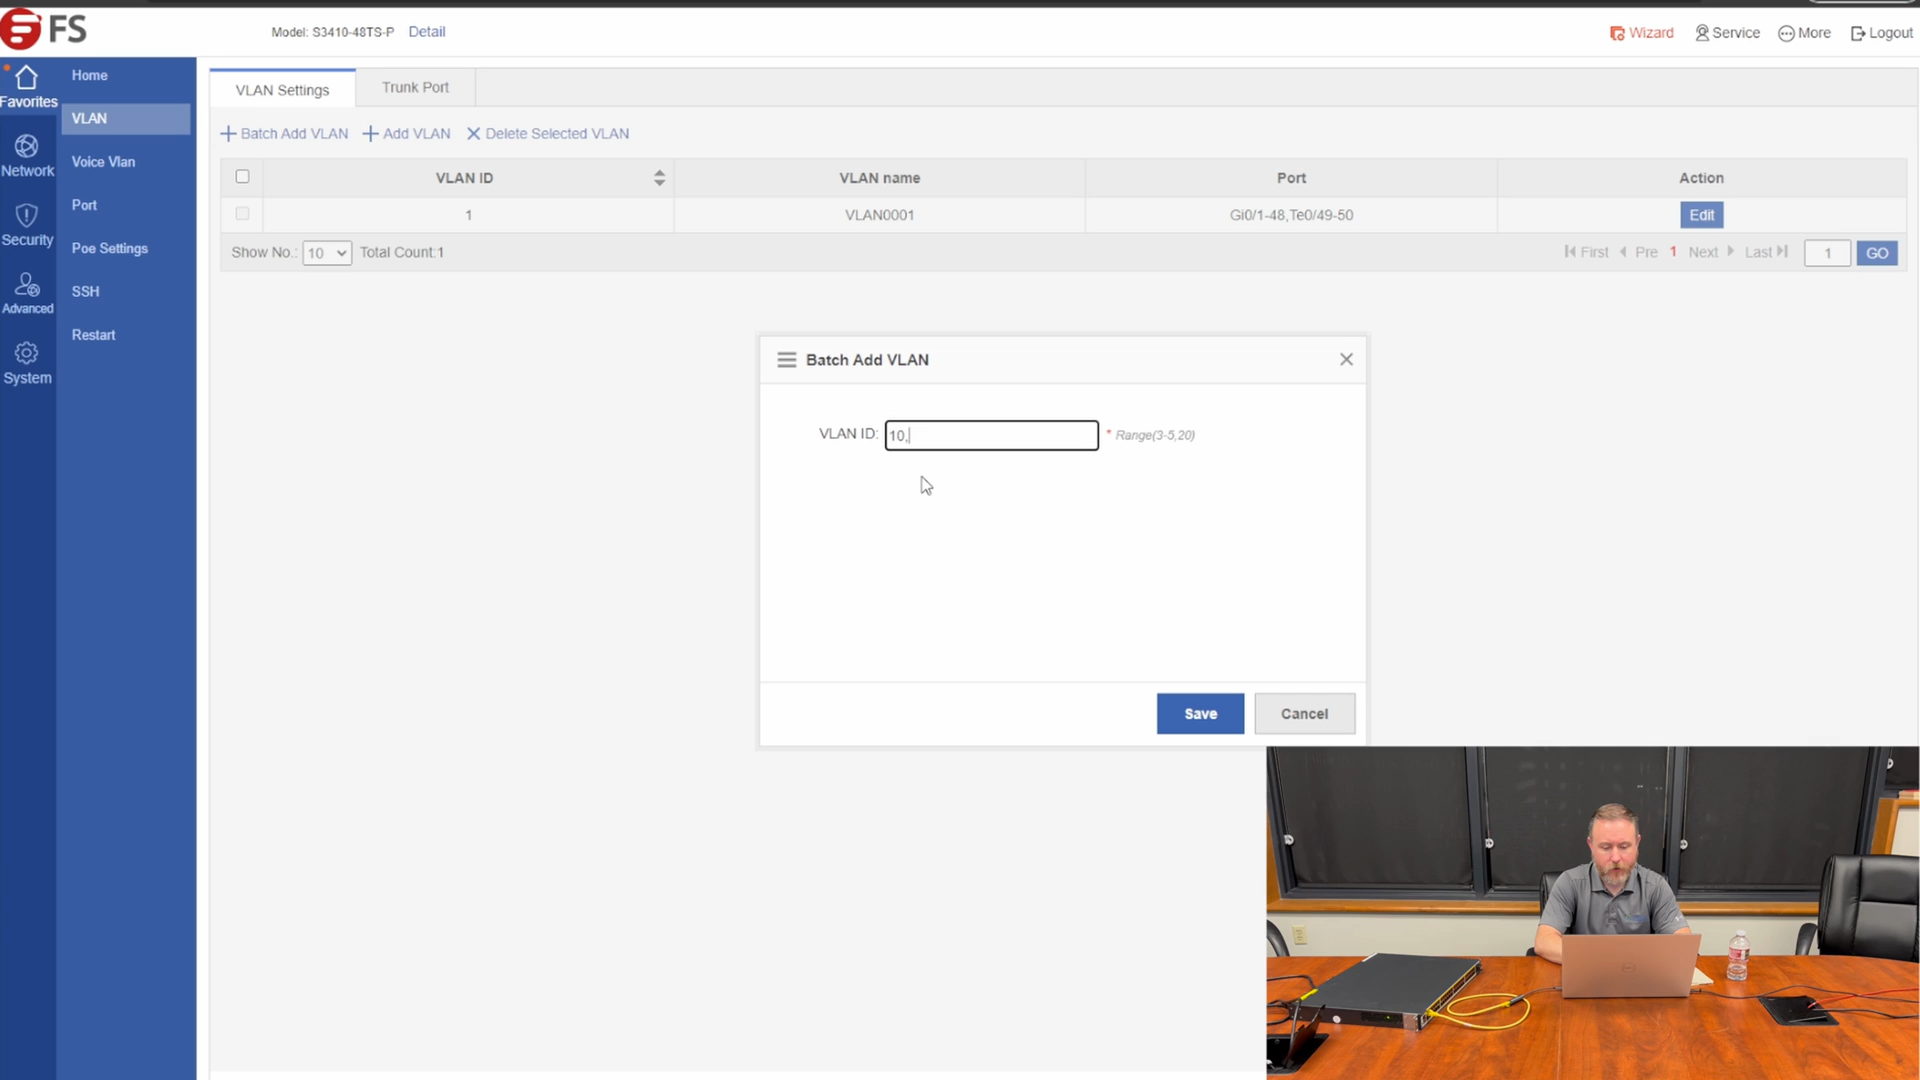 FS
Model: S3410-48TS-P Detail
Wizard Service More Logout
Favorites
Network
Security
Advanced
System
Home
VLAN
Voice Vlan
Port
Poe Settings
SSH
Restart
VLAN Settings Trunk Port
Batch Add VLAN Add VLAN Delete Selected VLAN
VLAN ID VLAN name Port Action
1 VLAN0001 Gi0/1-48,Te0/49-50 Edit
Show No.: 10 Total Count:1 First Pre 1 Next Last 1 GO
Batch Add VLAN
VLAN ID: 10, * Range(3-5,20)
Save Cancel